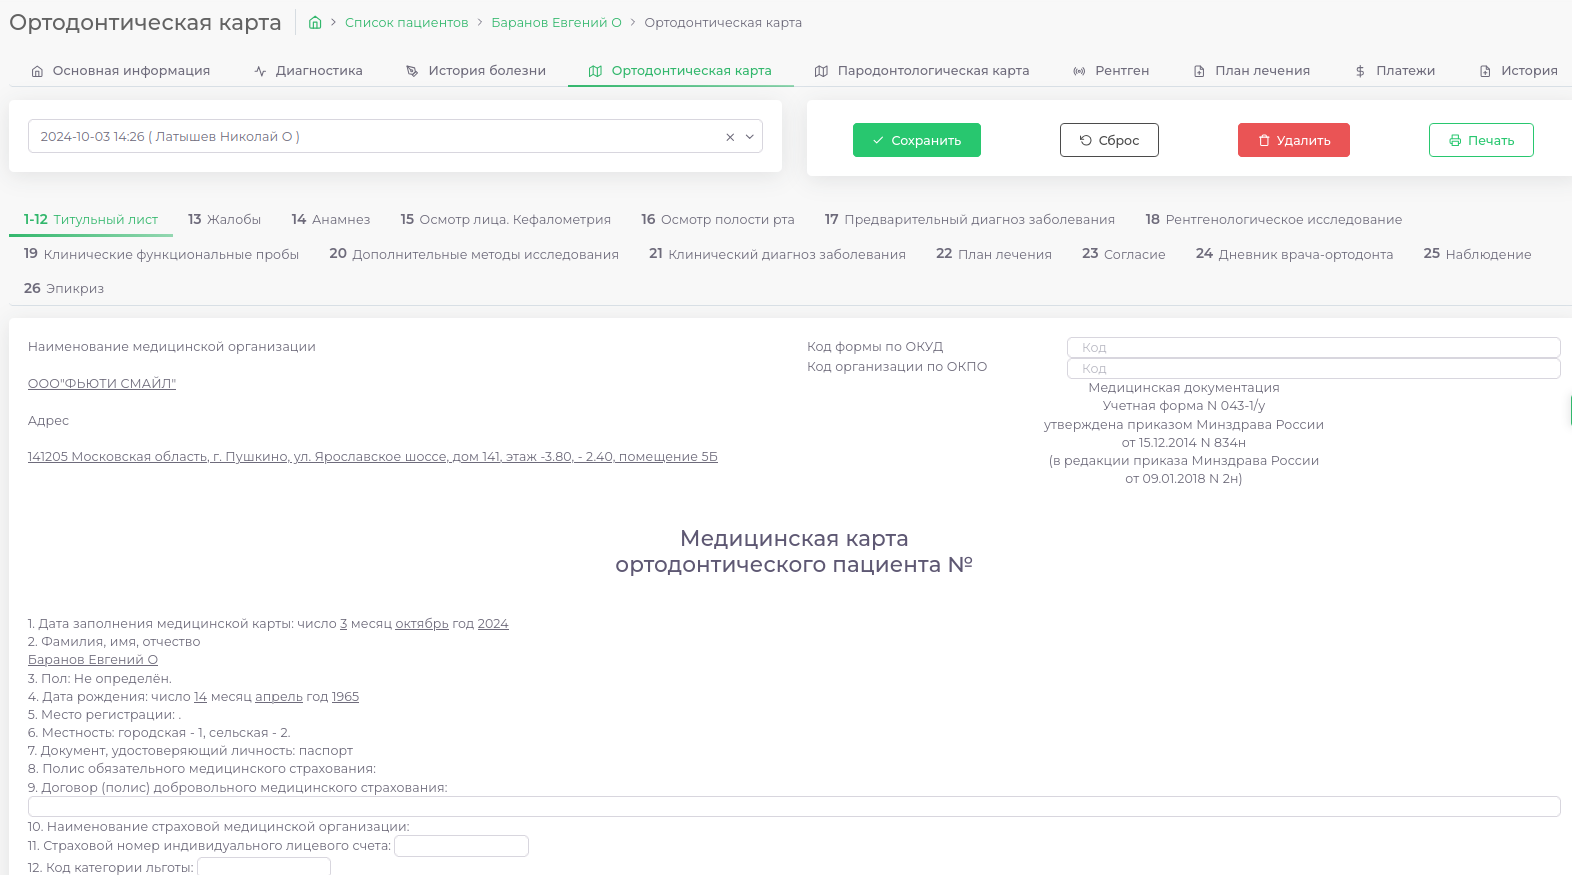 Ортодонтическая карта
Список пациентов
Баранов Евгений О
Ортодонтическая карта
Основная информация
Диагностика
История болезни
Ортодонтическая карта
Пародонтологическая карта
Рентген
План лечения
Платежи
История
2024-10-03 14:26 ( Латышев Николай О )
Сохранить
Сброс
Удалить
Печать
1-12 Титульный лист
13 Жалобы
14 Анамнез
15 Осмотр лица. Кефалометрия
16 Осмотр полости рта
17 Предварительный диагноз заболевания
18 Рентгенологическое исследование
19 Клинические функциональные пробы
20 Дополнительные методы исследования
21 Клинический диагноз заболевания
22 План лечения
23 Согласие
24 Дневник врача-ортодонта
25 Наблюдение
26 Эпикриз
Наименование медицинской организации
ООО"ФЬЮТИ СМАЙЛ"
Адрес
141205 Московская область, г. Пушкино, ул. Ярославское шоссе, дом 141, этаж -3.80, - 2.40, помещение 5Б
Код формы по ОКУД
Код
Код организации по ОКПО
Код
Медицинская документация
Учетная форма N 043-1/у
утверждена приказом Минздрава России
от 15.12.2014 N 834н
(в редакции приказа Минздрава России
от 09.01.2018 N 2н)
Медицинская карта
ортодонтического пациента №
1. Дата заполнения медицинской карты: число 3 месяц октябрь год 2024
2. Фамилия, имя, отчество
Баранов Евгений О
3. Пол: Не определён.
4. Дата рождения: число 14 месяц апрель год 1965
5. Место регистрации: .
6. Местность: городская - 1, сельская - 2.
7. Документ, удостоверяющий личность: паспорт
8. Полис обязательного медицинского страхования:
9. Договор (полис) добровольного медицинского страхования:
10. Наименование страховой медицинской организации:
11. Страховой номер индивидуального лицевого счета:
12. Код категории льготы: